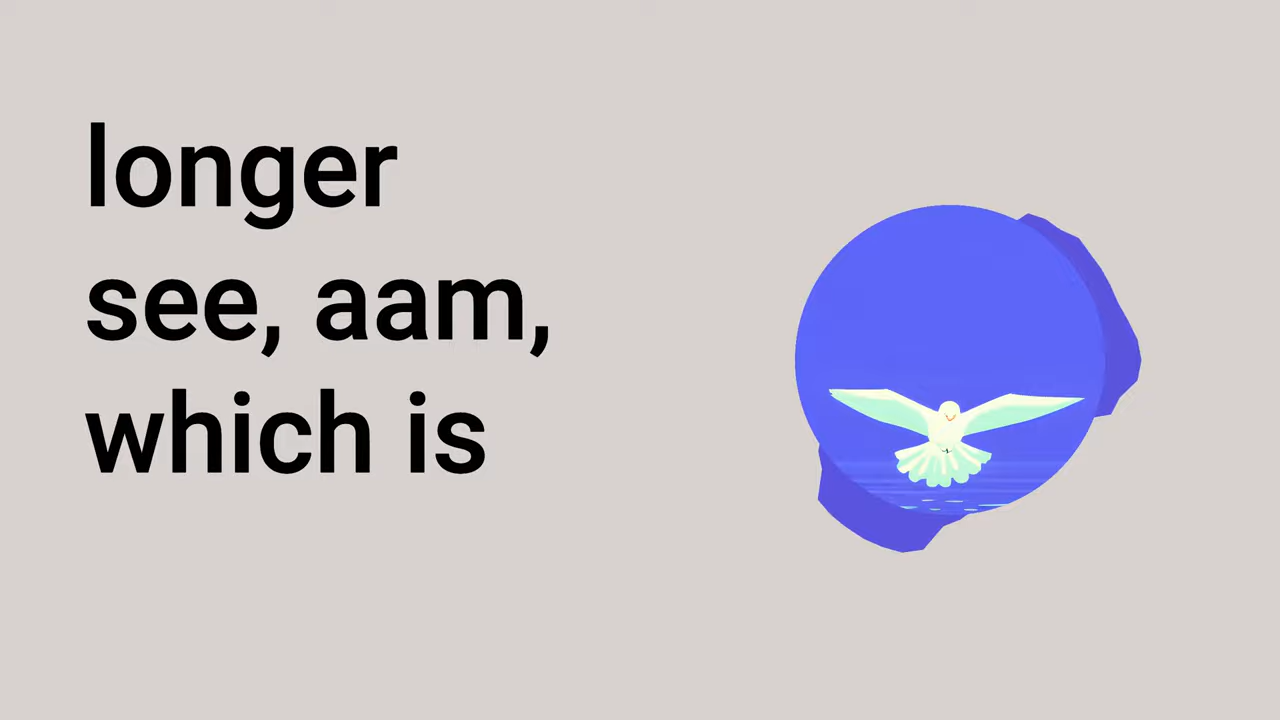 longer
see, aam,
which is